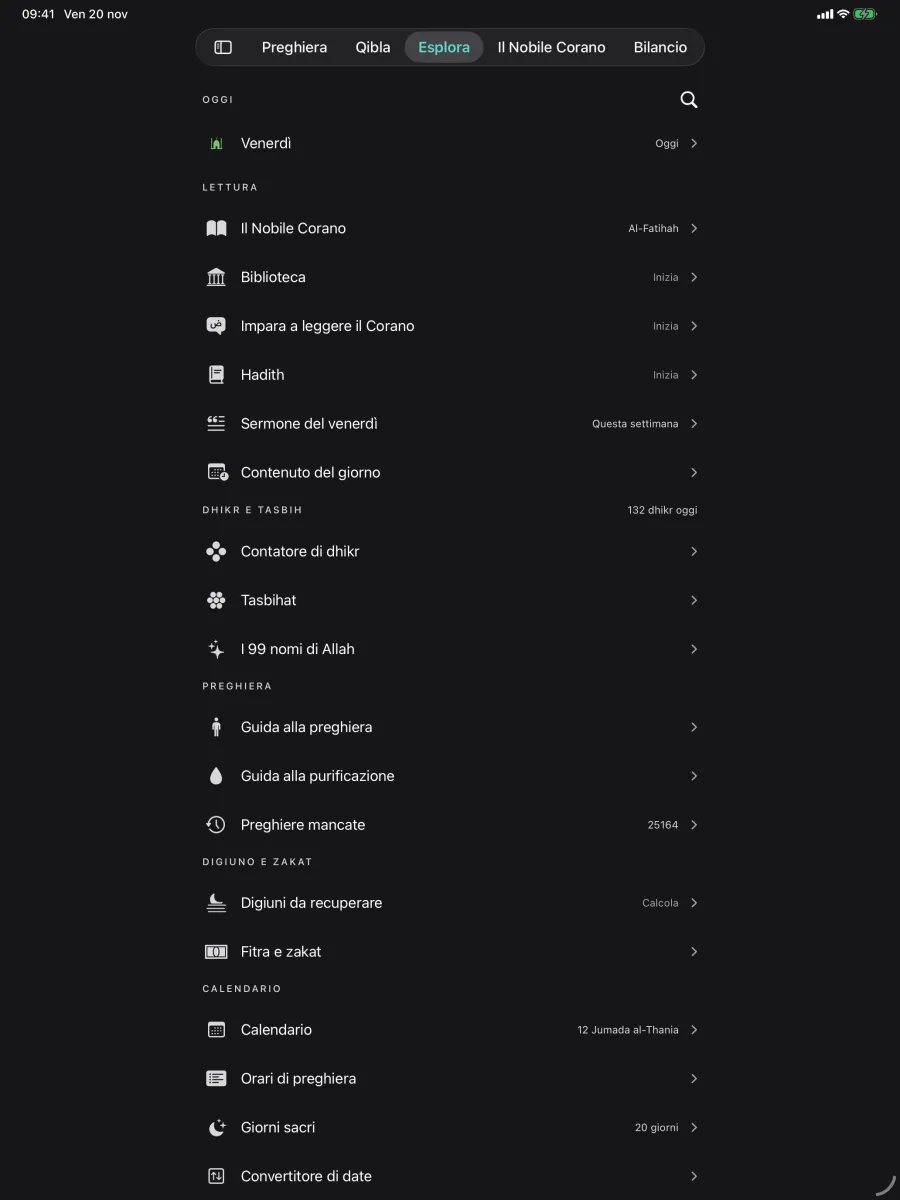 09:41 Ven 20 nov
Preghiera Qibla Esplora Il Nobile Corano Bilancio
OGGI
Venerdì Oggi
LETTURA
Il Nobile Corano Al-Fatihah
Biblioteca Inizia
Impara a leggere il Corano Inizia
Hadith Inizia
Sermone del venerdì Questa settimana
Contenuto del giorno
DHIKR E TASBIH 132 dhikr oggi
Contatore di dhikr
Tasbihat
I 99 nomi di Allah
PREGHIERA
Guida alla preghiera
Guida alla purificazione
Preghiere mancate 25164
DIGIUNO E ZAKAT
Digiuni da recuperare Calcola
Fitra e zakat
CALENDARIO
Calendario 12 Jumada al-Thania
Orari di preghiera
Giorni sacri 20 giorni
Convertitore di date